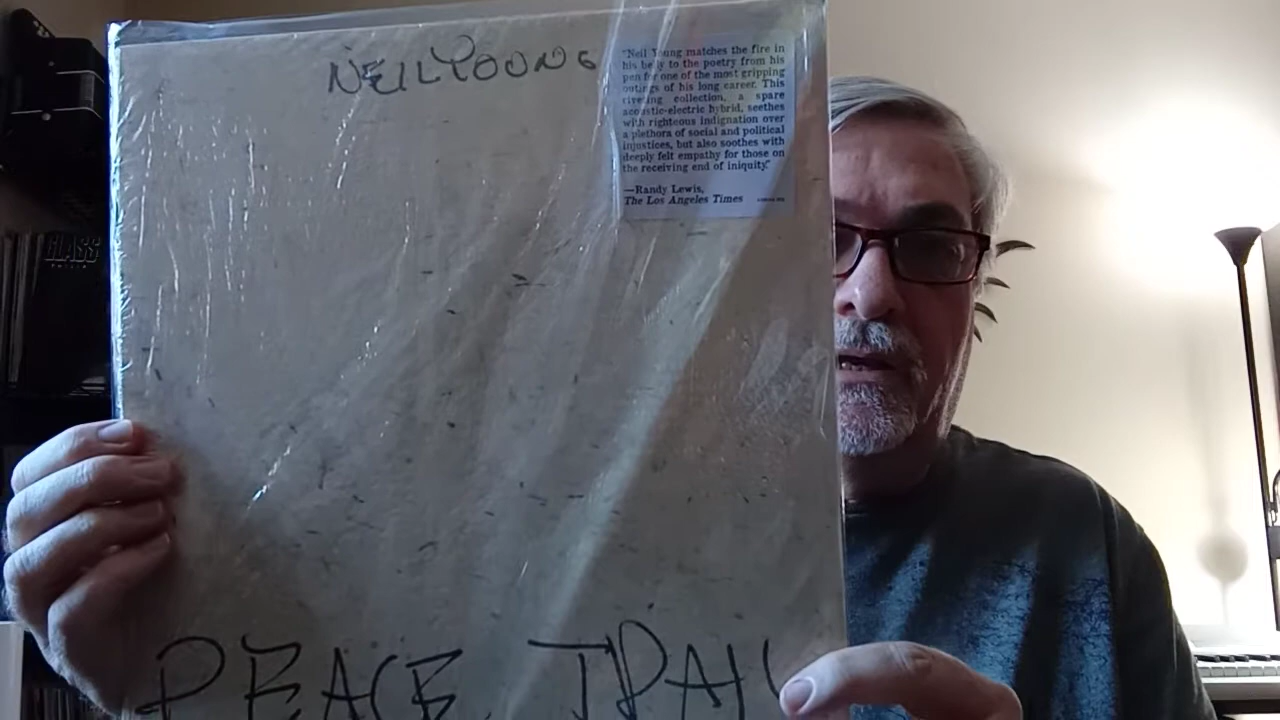 NEIL YOUNG
"Neil Young matches the fire in
his belly to the poetry from his
pen for one of the most gripping
outings of his long career. This
riveting collection, a spare
acoustic-electric hybrid, seethes
with righteous indignation over
a plethora of social and political
injustices, but also soothes with
deeply felt empathy for those on
the receiving end of iniquity."
—Randy Lewis,
The Los Angeles Times
GLASS
PEACE TRAIL